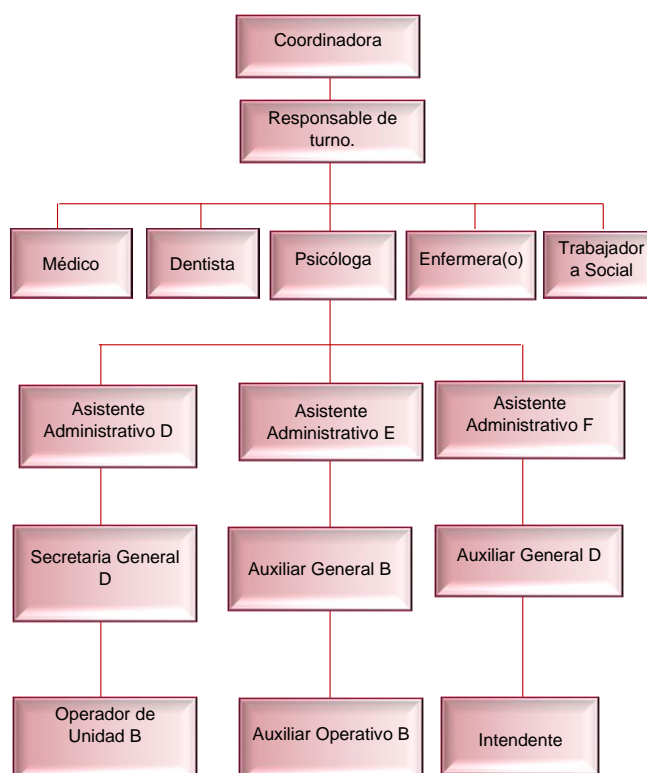 Coordinadora
Responsable de
turno.
Médico
Dentista
Psicóloga
Enfermera(o)
Trabajador
a Social
Asistente
Administrativo D
Asistente
Administrativo E
Asistente
Administrativo F
Secretaria General
D
Auxiliar General B
Auxiliar General D
Operador de
Unidad B
Auxiliar Operativo B
Intendente